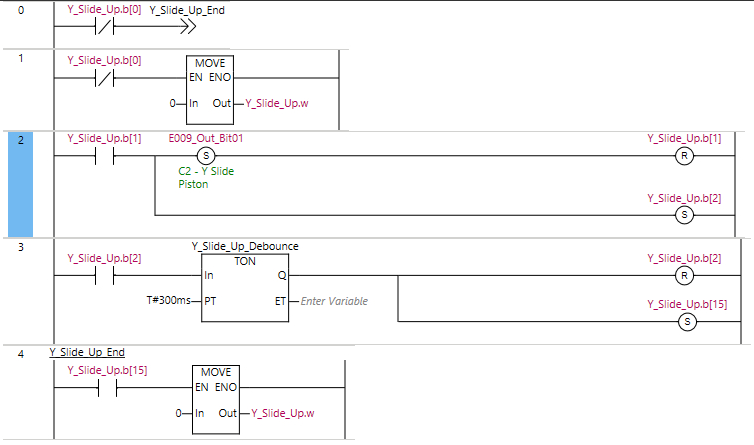 0
Y_Slide_Up.b[0] Y_Slide_Up_End
1
Y_Slide_Up.b[0]
MOVE
EN ENO
0 In Out Y_Slide_Up.w
2
Y_Slide_Up.b[1] E009_Out_Bit01 Y_Slide_Up.b[1]
S R
C2 - Y Slide
Piston
Y_Slide_Up.b[2]
S
3
Y_Slide_Up_Debounce
Y_Slide_Up.b[2] TON Y_Slide_Up.b[2]
In Q R
T#300ms PT ET Enter Variable
Y_Slide_Up.b[15]
S
4
Y_Slide_Up_End
Y_Slide_Up.b[15] MOVE
EN ENO
0 In Out Y_Slide_Up.w